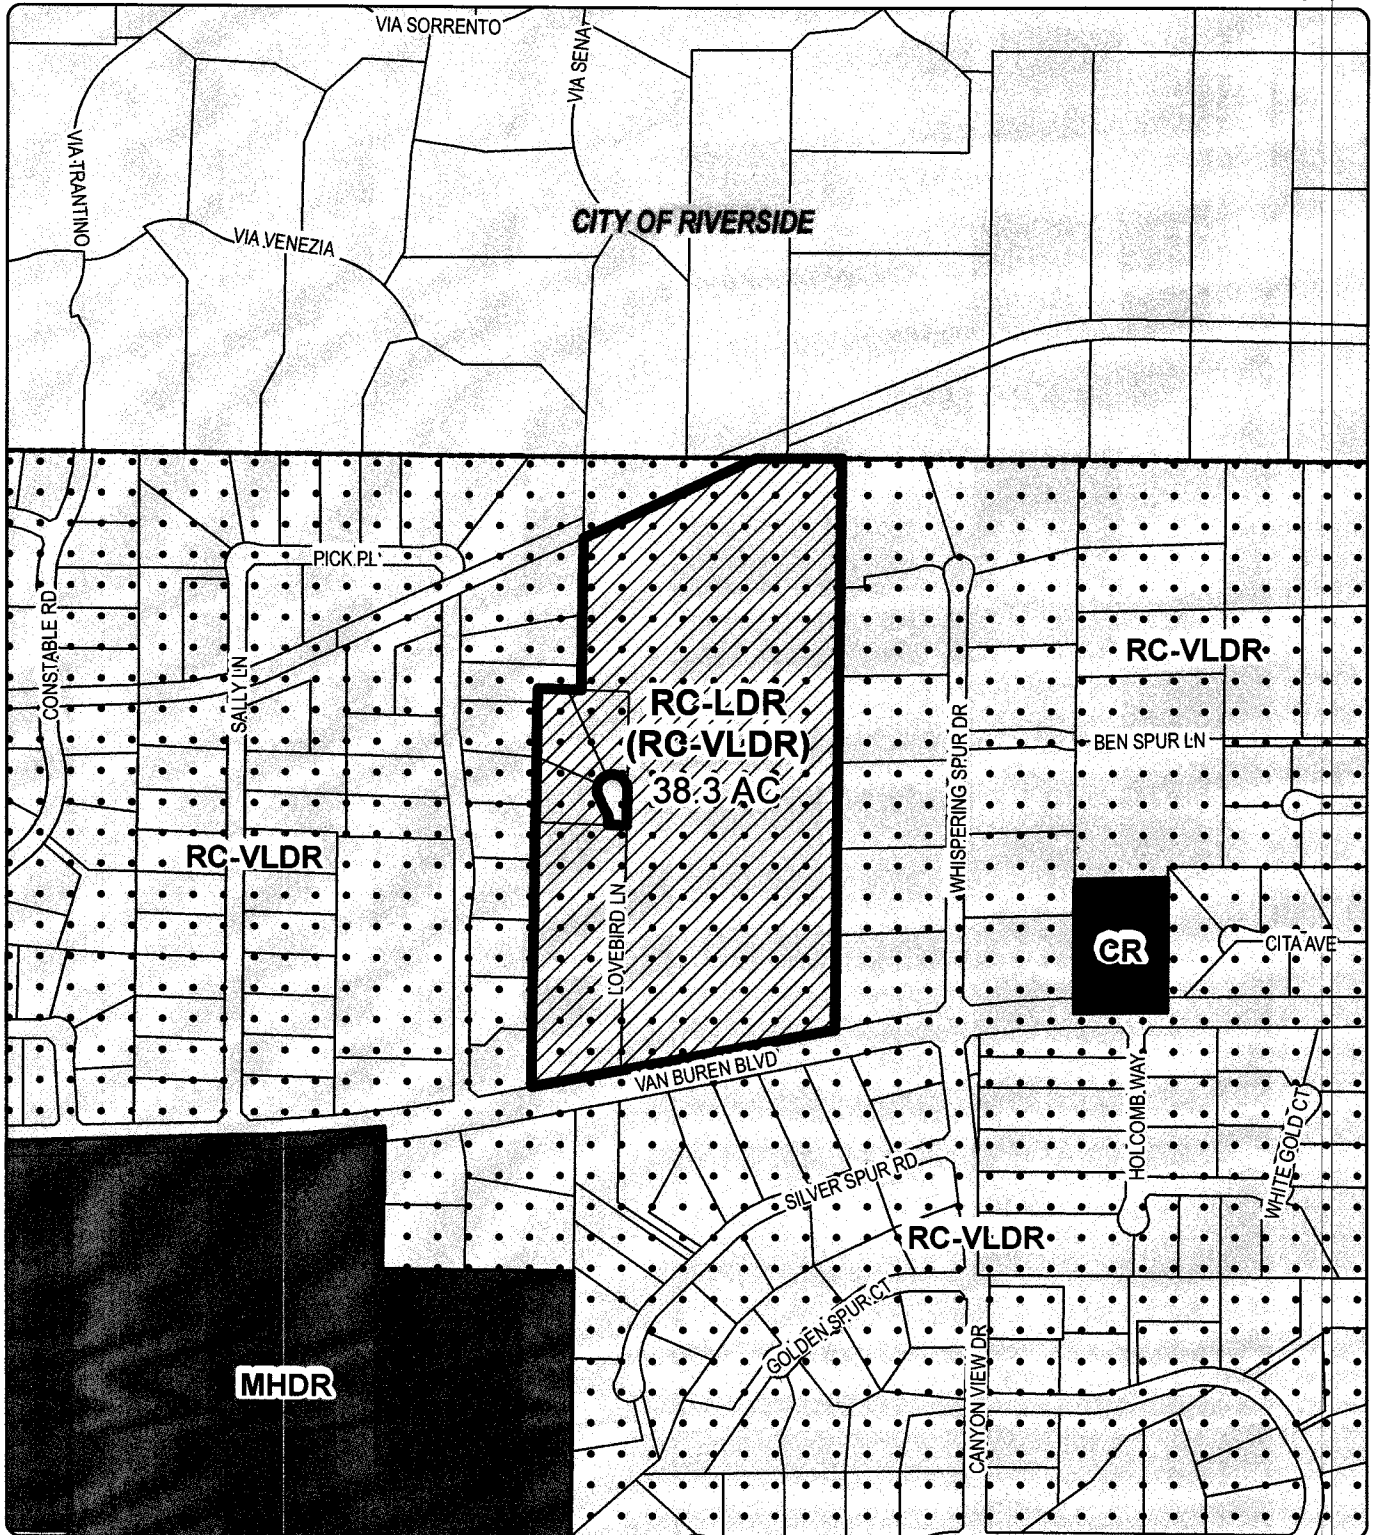 VIA SORRENTO
VIA SENA
VIA TRANTINO
CITY OF RIVERSIDE
VIA VENEZIA
PICK PL
CONSTABLE RD
SALLY LN
RC-VLDR
RC-LDR
(RC-VLDR)
38.3 AC
WHISPERING SPUR DR
BEN SPUR LN
RC-VLDR
LOVEBIRD LN
CR
CITA AVE
VAN BUREN BLVD
HOLCOMB WAY
WHITE GOLD CT
SILVER SPUR RD
RC-VLDR
GOLDEN SPUR CT
CANYON VIEW DR
MHDR